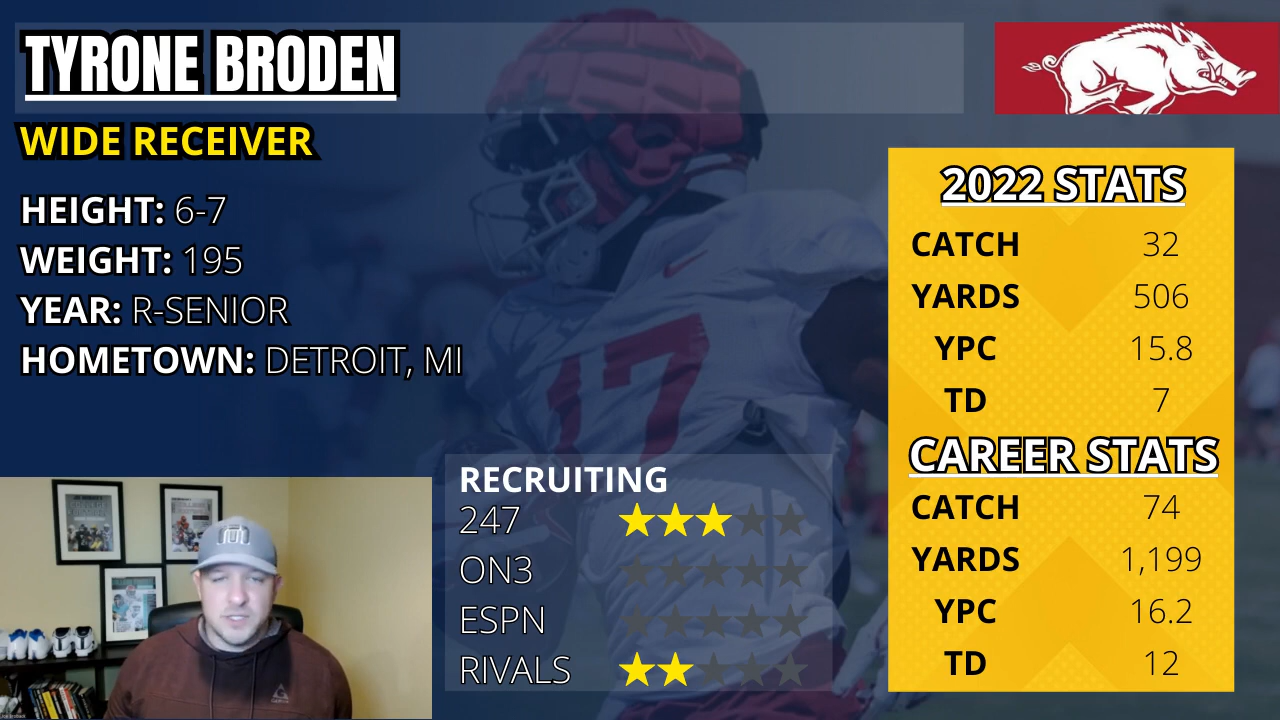 TYRONE BRODEN
WIDE RECEIVER
HEIGHT: 6-7
WEIGHT: 195
YEAR: R-SENIOR
HOMETOWN: DETROIT, MI
17
RECRUITING
247
ON3
ESPN
RIVALS
2022 STATS
CATCH 32
YARDS 506
YPC 15.8
TD 7
CAREER STATS
CATCH 74
YARDS 1,199
YPC 16.2
TD 12